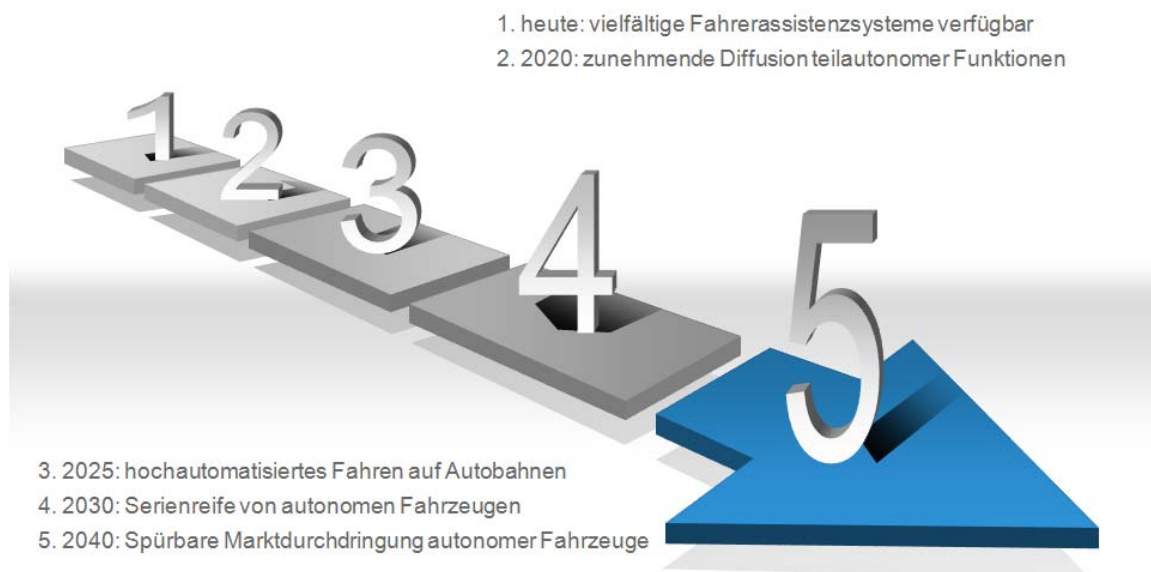 1. heute: vielfältige Fahrerassistenzsysteme verfügbar
2. 2020: zunehmende Diffusion teilautonomer Funktionen
1
2
3
4
5
3. 2025: hochautomatisiertes Fahren auf Autobahnen
4. 2030: Serienreife von autonomen Fahrzeugen
5. 2040: Spürbare Marktdurchdringung autonomer Fahrzeuge